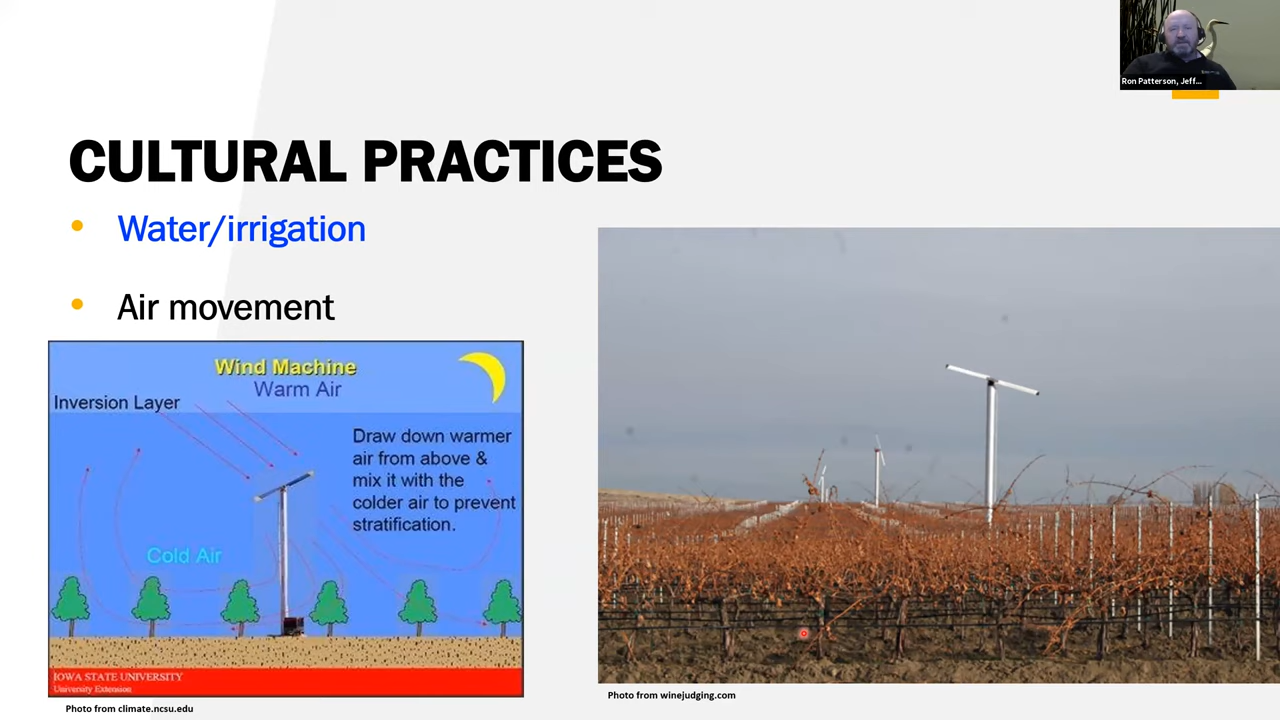 Ron Patterson, Jeff...
CULTURAL PRACTICES
• Water/irrigation
• Air movement
Wind Machine
Warm Air
Inversion Layer
Draw down warmer
air from above &
mix it with the
colder air to prevent
stratification.
Cold Air
IOWA STATE UNIVERSITY
University Extension
Photo from climate.ncsu.edu
Photo from winejudging.com